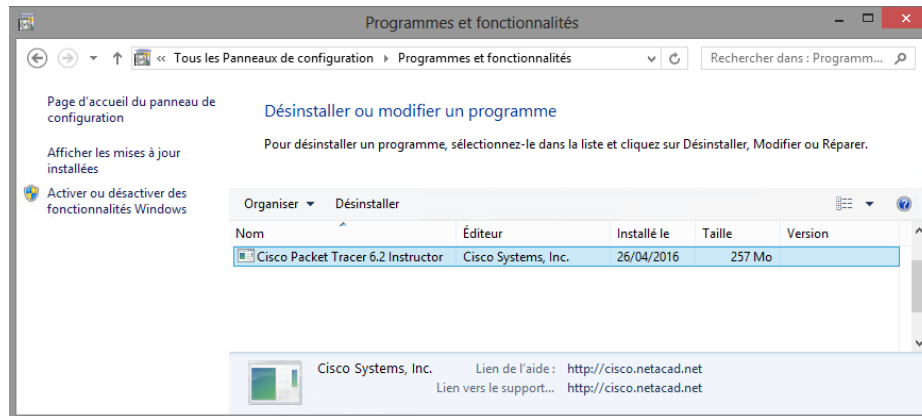 Programmes et fonctionnalités
« Tous les Panneaux de configuration Programmes et fonctionnalités
Rechercher dans : Programm...
Page d'accueil du panneau de configuration
Afficher les mises à jour installées
Activer ou désactiver des fonctionnalités Windows
Désinstaller ou modifier un programme
Pour désinstaller un programme, sélectionnez-le dans la liste et cliquez sur Désinstaller, Modifier ou Réparer.
Organiser Désinstaller
Nom Éditeur Installé le Taille Version
Cisco Packet Tracer 6.2 Instructor Cisco Systems, Inc. 26/04/2016 257 Mo
Cisco Systems, Inc. Lien de l'aide : http://cisco.netacad.net
Lien vers le support... http://cisco.netacad.net